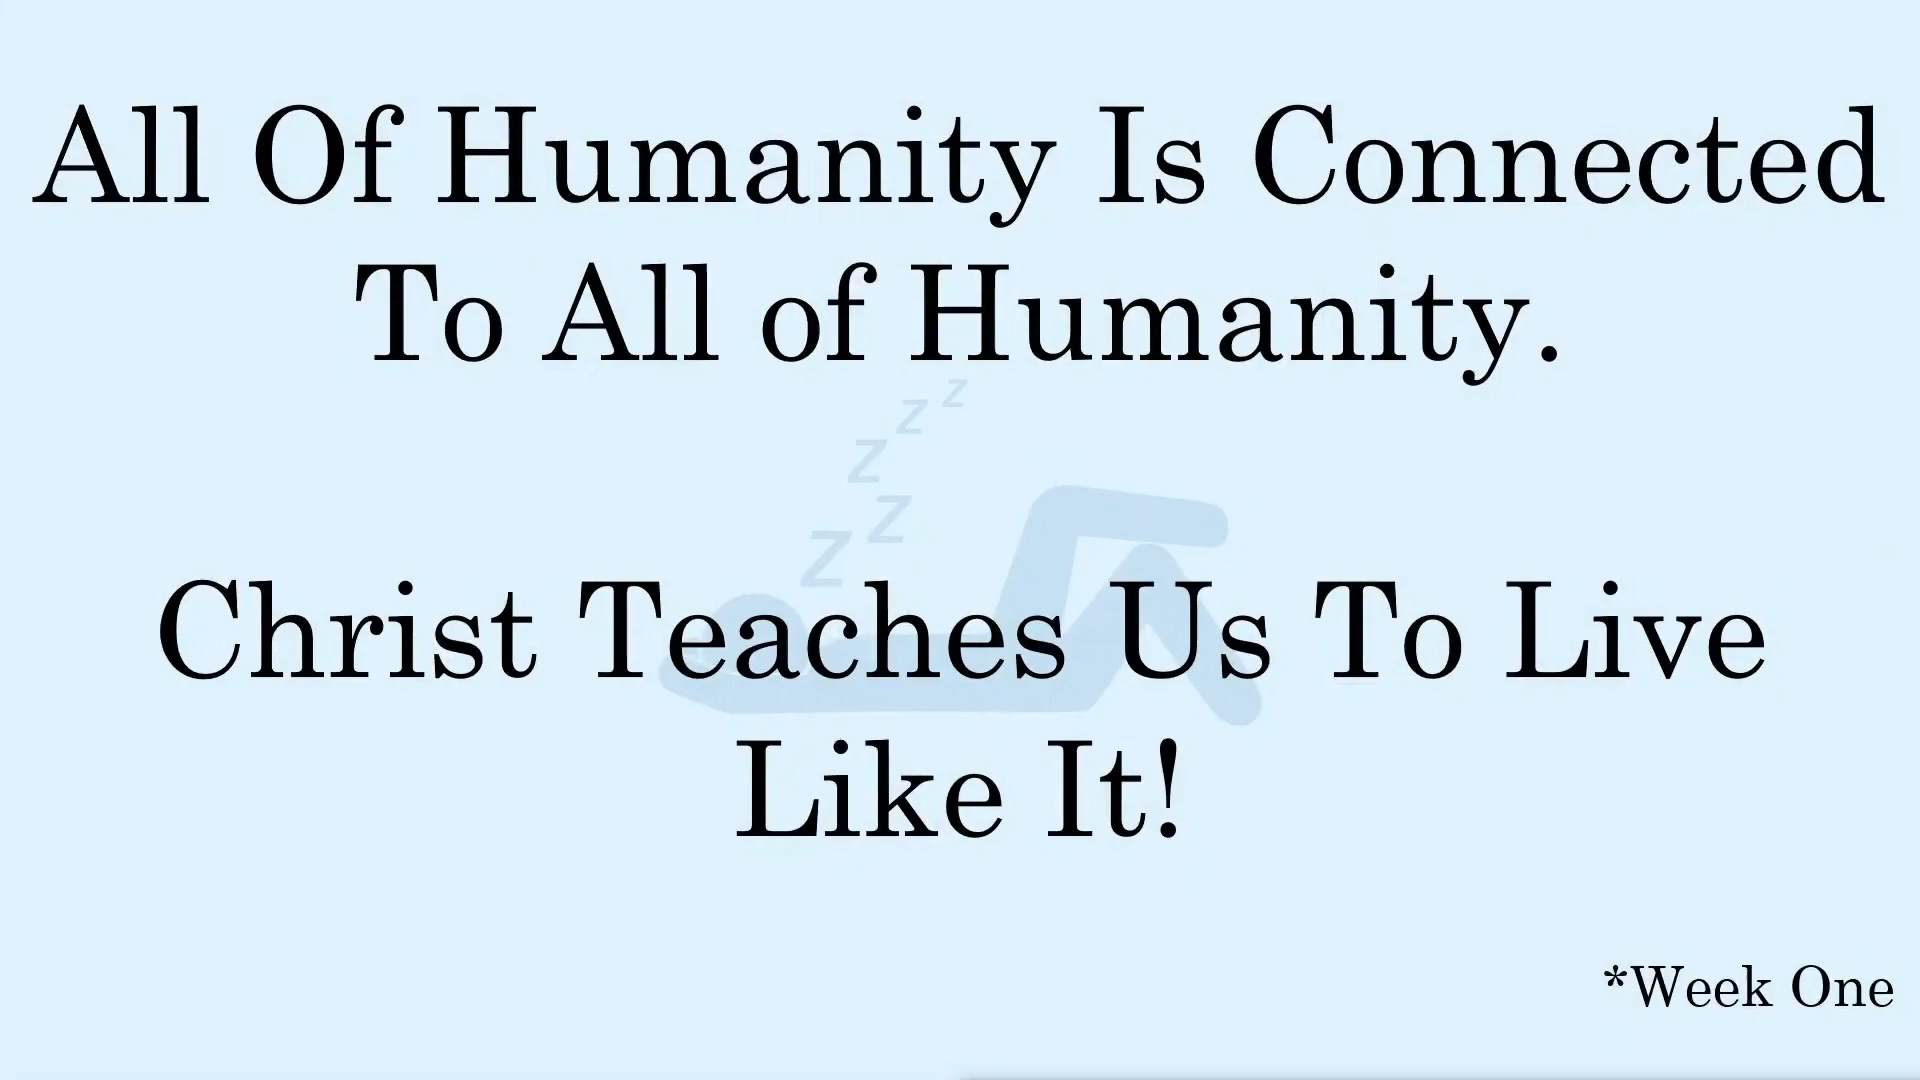 All Of Humanity Is Connected
To All of Humanity.
z
z
z
z
z
Christ Teaches Us To Live
Like It!
*Week One